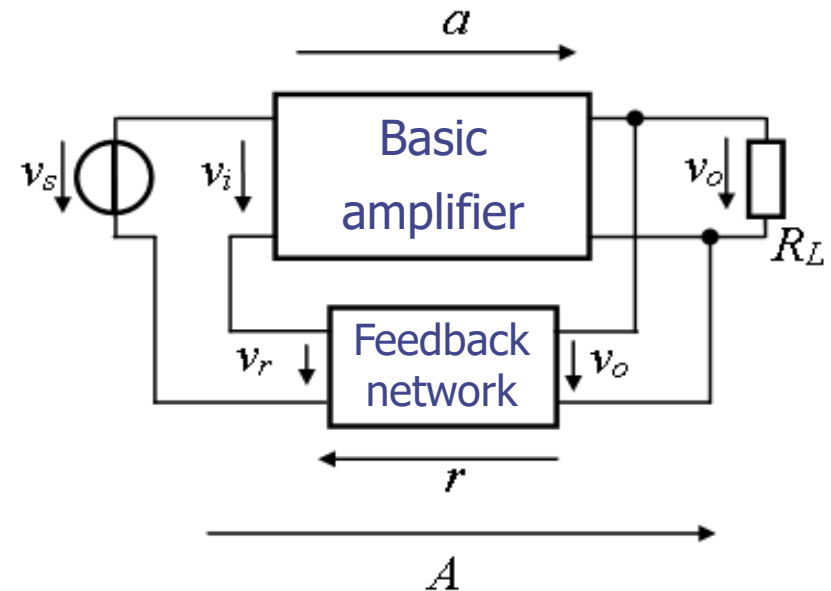 a
Basic
amplifier
vs
vi
vo
RL
Feedback
network
vr
vo
r
A